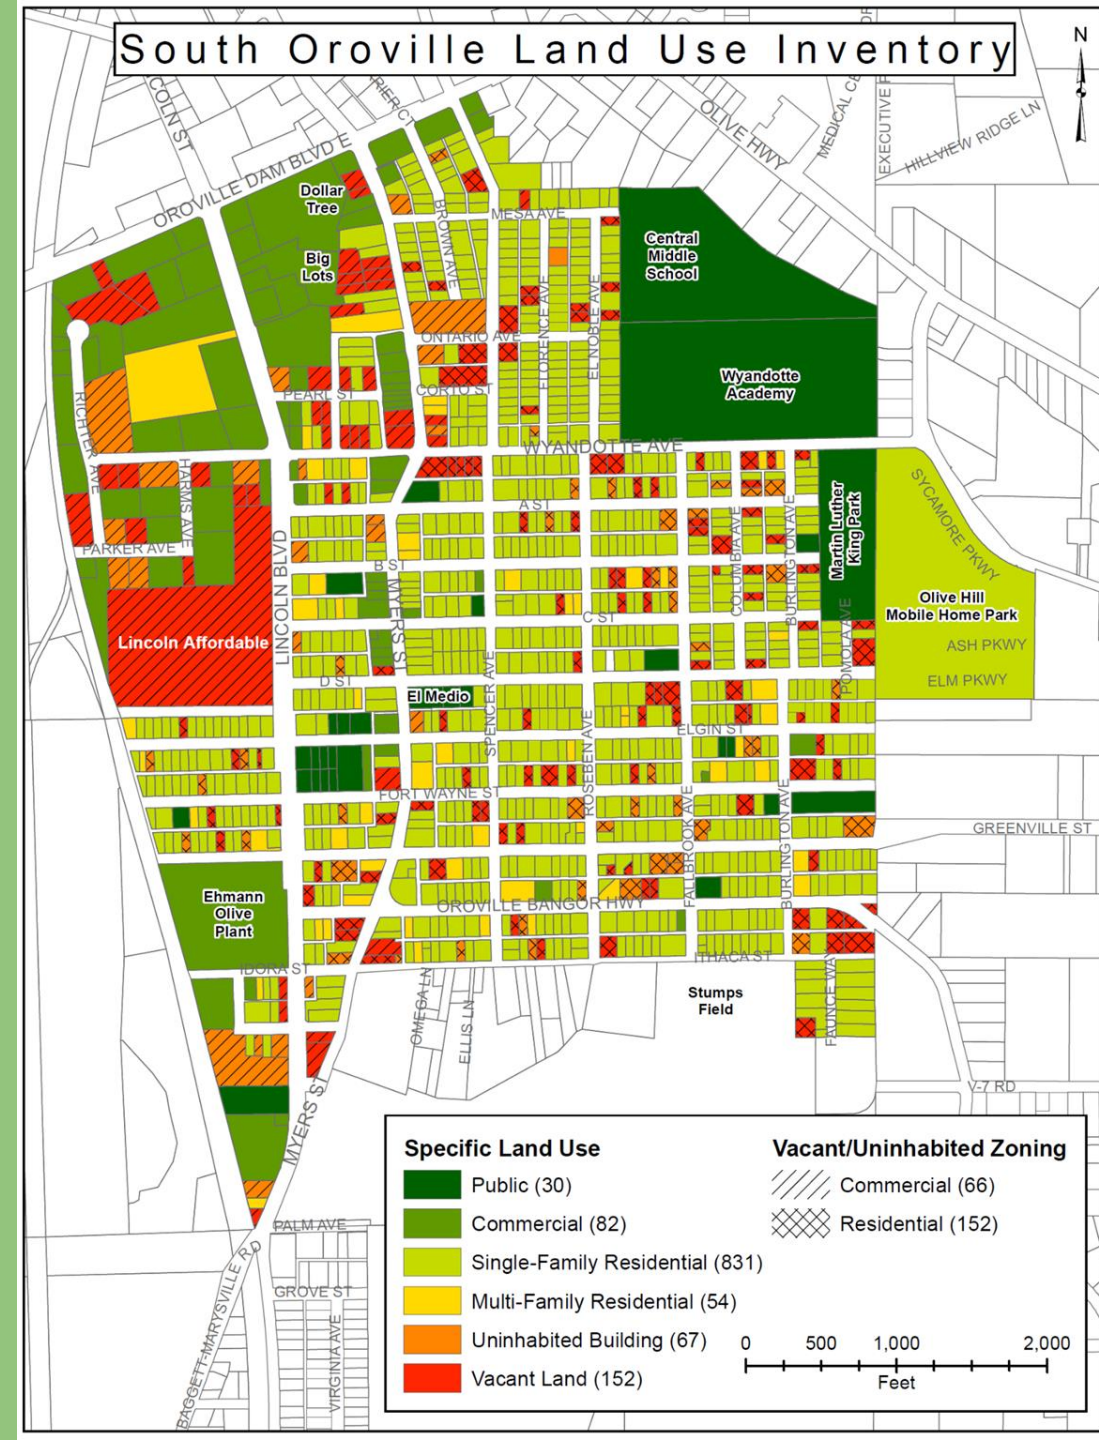 South Oroville Land Use Inventory
N
COLN ST
RIER CT
OROVILLE DAM BLVD E
OLIVE HWY
EXECUTIVE P
HILLVIEW RIDGE LN
Dollar
Tree
Big
Lots
BROWN AVE
MESA AVE
Central
Middle
School
FLORENCE AVE
ELNOBLE AVE
ONTARIO AVE
Wyandotte
Academy
PEARL ST
CORTO ST
RICHTER AVE
HARMS AVE
WYANDOTTE AVE
SYCAMORE PKWY
A ST
Martin Luther
King Park
PARKER AVE
LINCOLN BLVD
B ST
MYERS ST
COLUMBIA AVE
BURLINGTON AVE
Olive Hill
Mobile Home Park
C ST
Lincoln Affordable
POMOLA AVE
ASH PKWY
ELM PKWY
D ST
El Medio
SPENCER AVE
ROSEBEN AVE
ELGIN ST
FORT WAYNE ST
FALLBROOK AVE
BURLINGTON AVE
GREENVILLE ST
Ehmann
Olive
Plant
OROVILLE BANGOR HWY
IDORA ST
ITHACA ST
OMEGA LN
ELLIS LN
Stumps
Field
FAUNCE WAY
V-7 RD
MYERS ST
PALM AVE
BAGGETT-MARYSVILLE RD
GROVE ST
VIRGINIA AVE
Specific Land Use
Public (30)
Commercial (82)
Single-Family Residential (831)
Multi-Family Residential (54)
Uninhabited Building (67)
Vacant Land (152)
Vacant/Uninhabited Zoning
Commercial (66)
Residential (152)
0 500 1,000 2,000
Feet